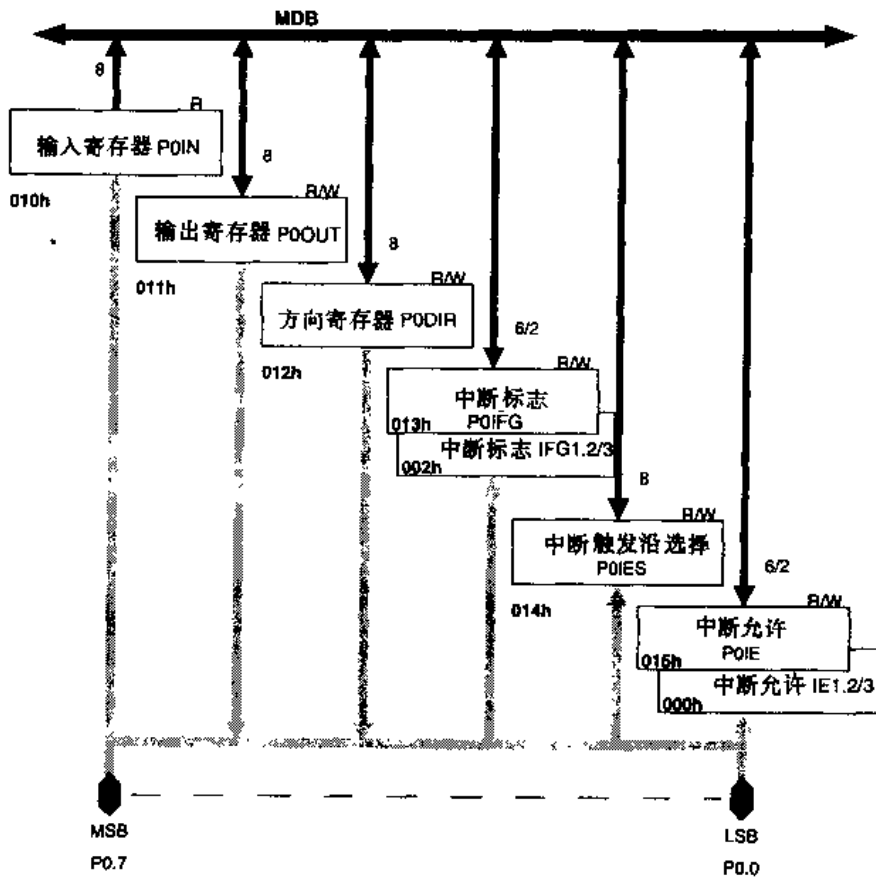 MDB
8
R
输入寄存器 P0IN
010h
8
R/W
输出寄存器 P0OUT
011h
8
R/W
方向寄存器 P0DIR
012h
6/2
R/W
中断标志
P0IFG
013h
中断标志 IFG1.2/3
002h
8
R/W
中断触发沿选择
P0IES
014h
6/2
R/W
中断允许
P0IE
015h
中断允许 IE1.2/3
000h
MSB
P0.7
LSB
P0.0